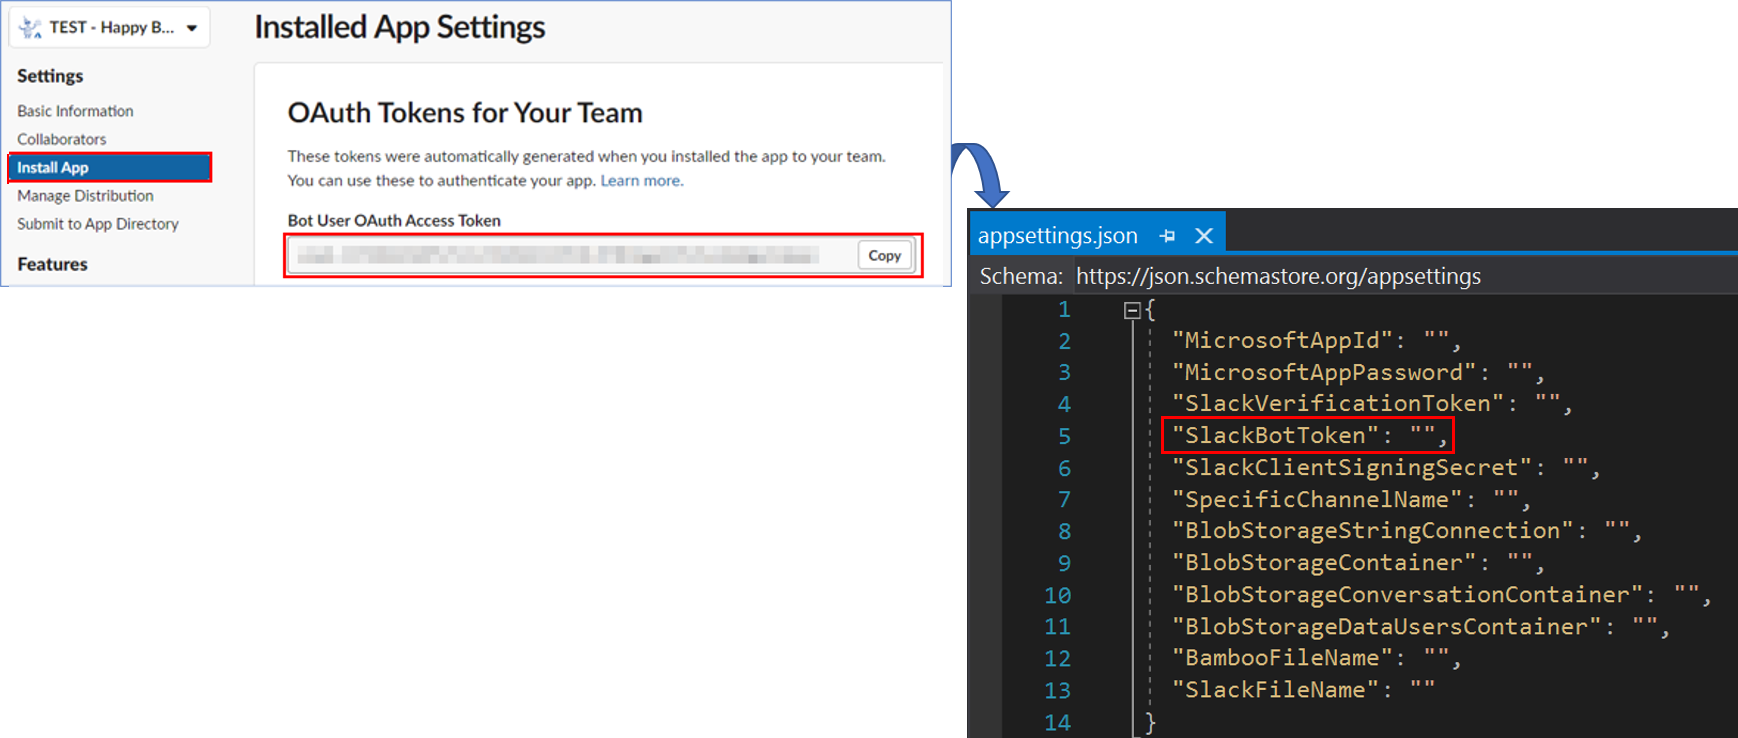 TEST - Happy B...
Installed App Settings
Settings
Basic Information
Collaborators
Install App
Manage Distribution
Submit to App Directory
Features
OAuth Tokens for Your Team
These tokens were automatically generated when you installed the app to your team.
You can use these to authenticate your app. Learn more.
Bot User OAuth Access Token
Copy
appsettings.json
Schema: https://json.schemastore.org/appsettings
1 {
2 "MicrosoftAppId": "",
3 "MicrosoftAppPassword": "",
4 "SlackVerificationToken": "",
5 "SlackBotToken": "",
6 "SlackClientSigningSecret": "",
7 "SpecificChannelName": "",
8 "BlobStorageStringConnection": "",
9 "BlobStorageContainer": "",
10 "BlobStorageConversationContainer": "",
11 "BlobStorageDataUsersContainer": "",
12 "BambooFileName": "",
13 "SlackFileName": ""
14 }